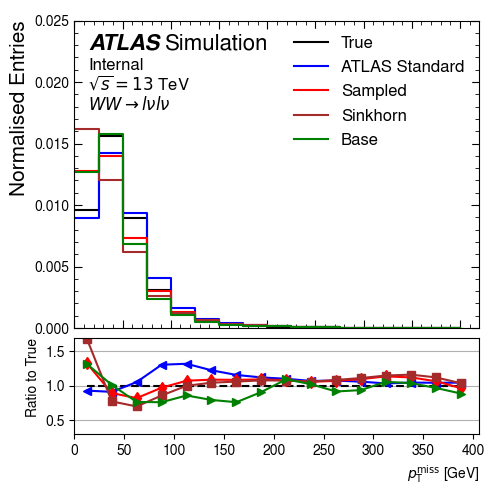 ATLAS Simulation
Internal
√s = 13 TeV
WW → lνlν
True
ATLAS Standard
Sampled
Sinkhorn
Base
Normalised Entries
0.025
0.020
0.015
0.010
0.005
0.000
Ratio to True
1.5
1.0
0.5
0 50 100 150 200 250 300 350 400
p_T^miss [GeV]